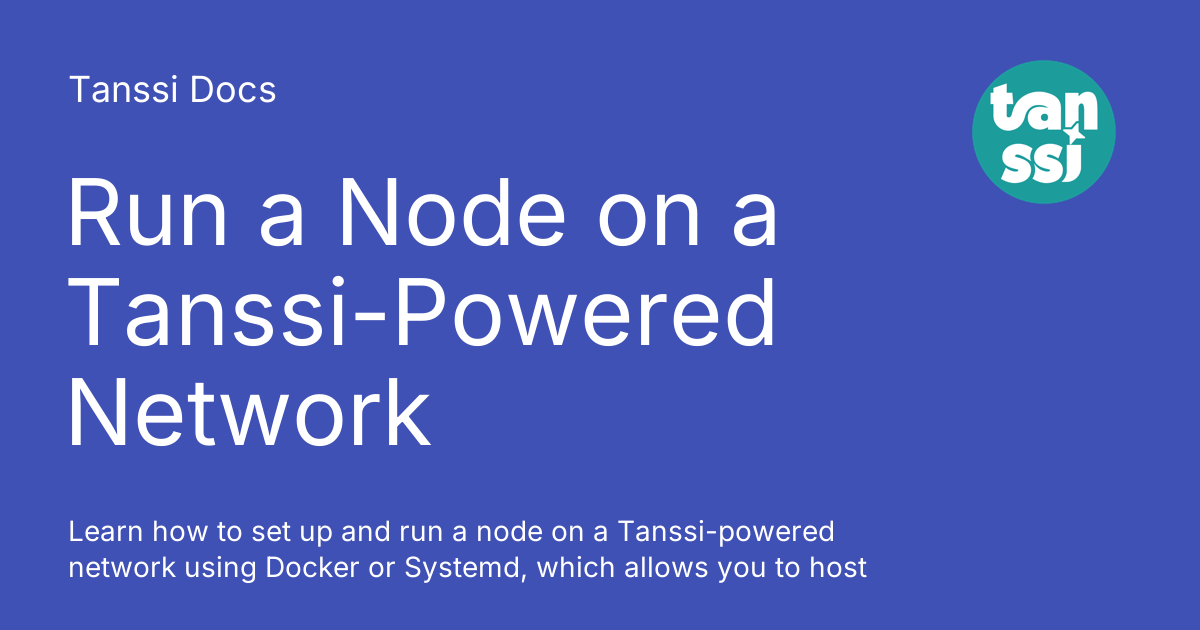 Tanssi Docs
tan
ssi
Run a Node on a
Tanssi-Powered
Network
Learn how to set up and run a node on a Tanssi-powered
network using Docker or Systemd, which allows you to host